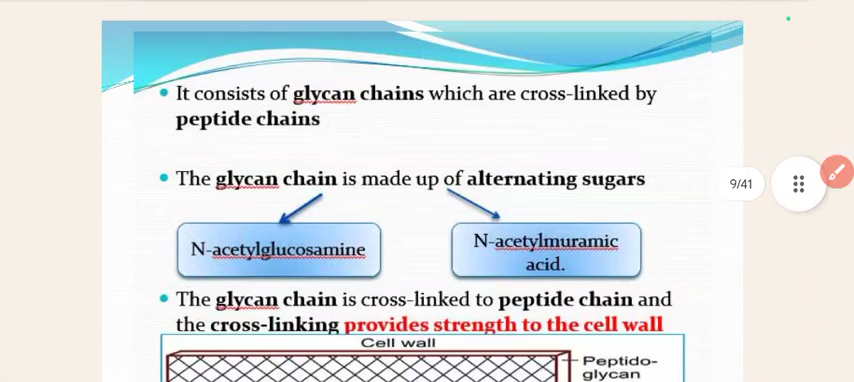 It consists of glycan chains which are cross-linked by
peptide chains
The glycan chain is made up of alternating sugars
9/41
N-acetylglucosamine
N-acetylmuramic
acid.
The glycan chain is cross-linked to peptide chain and
the cross-linking provides strength to the cell wall
Cell wall
Peptido-
glycan